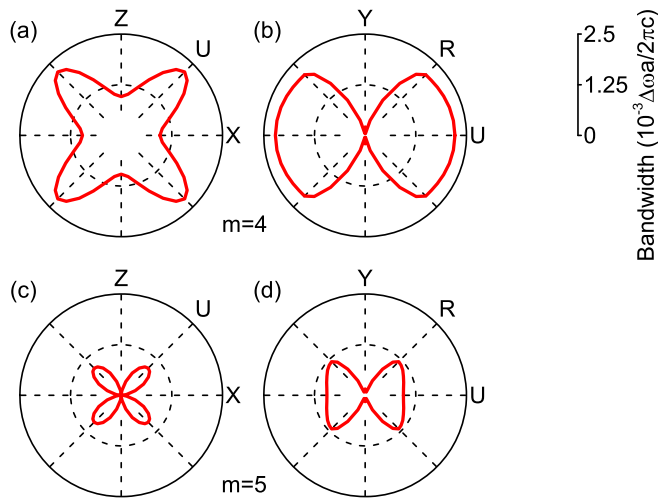 (a)
Z
U
X
(b)
Y
R
U
m=4
2.5
1.25
0
Bandwidth (10⁻³Δωa/2πc)
(c)
Z
U
X
(d)
Y
R
U
m=5